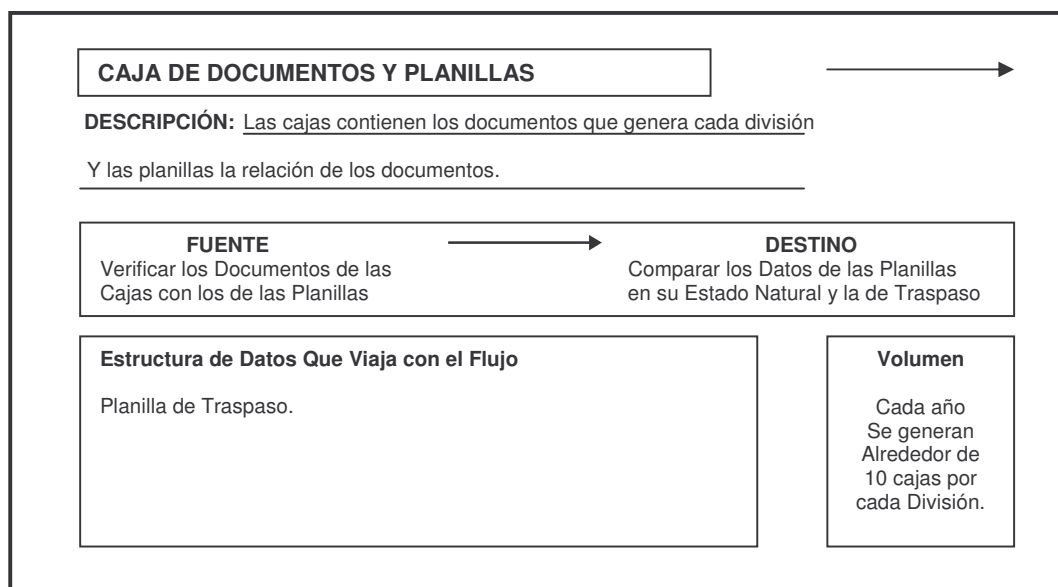 CAJA DE DOCUMENTOS Y PLANILLAS
DESCRIPCIÓN: Las cajas contienen los documentos que genera cada división
Y las planillas la relación de los documentos.
FUENTE
Verificar los Documentos de las
Cajas con los de las Planillas
DESTINO
Comparar los Datos de las Planillas
en su Estado Natural y la de Traspaso
Estructura de Datos Que Viaja con el Flujo
Planilla de Traspaso.
Volumen
Cada año
Se generan
Alrededor de
10 cajas por
cada División.